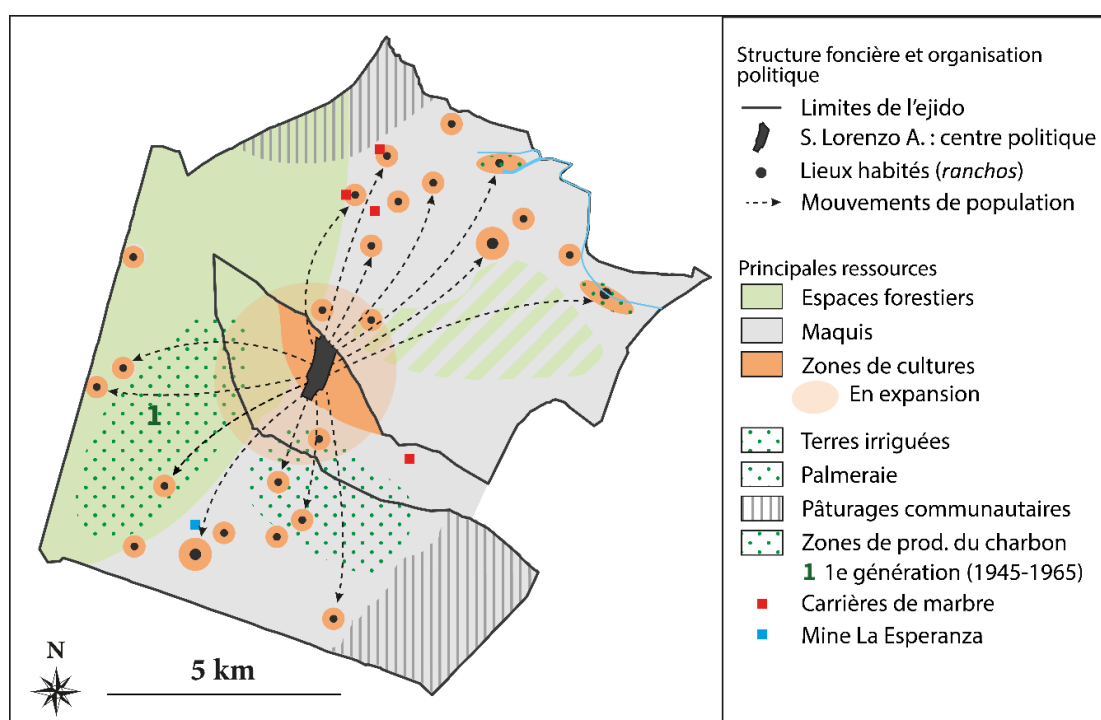 1
N
5 km
Structure foncière et organisation
politique
Limites de l'ejido
S. Lorenzo A. : centre politique
Lieux habités (ranchos)
Mouvements de population
Principales ressources
Espaces forestiers
Maquis
Zones de cultures
En expansion
Terres irriguées
Palmeraie
Pâturages communautaires
Zones de prod. du charbon
1 1e génération (1945-1965)
Carrières de marbre
Mine La Esperanza